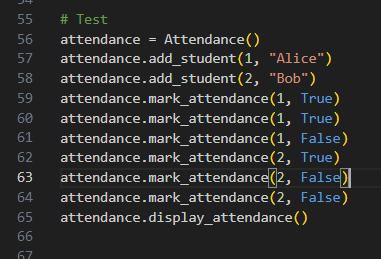 55 # Test
56 attendance = Attendance()
57 attendance.add_student(1, "Alice")
58 attendance.add_student(2, "Bob")
59 attendance.mark_attendance(1, True)
60 attendance.mark_attendance(1, True)
61 attendance.mark_attendance(1, False)
62 attendance.mark_attendance(2, True)
63 attendance.mark_attendance(2, False)
64 attendance.mark_attendance(2, False)
65 attendance.display_attendance()
66